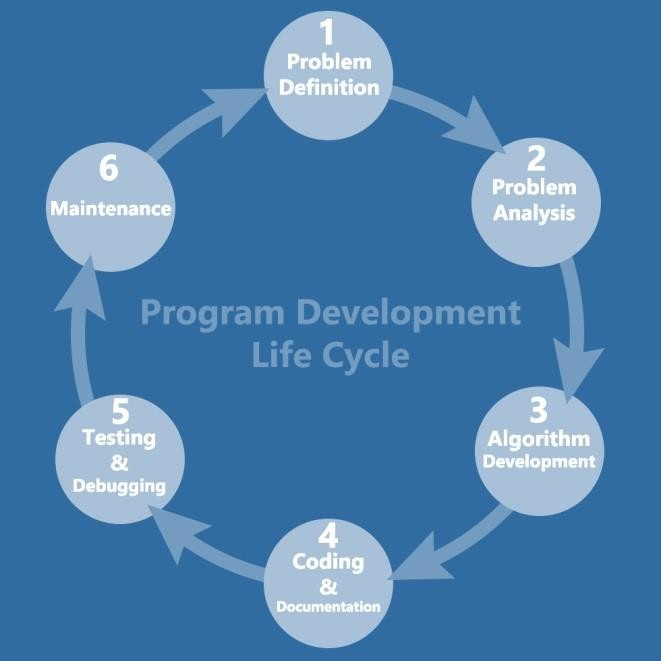 1
Problem
Definition
2
Problem
Analysis
3
Algorithm
Development
4
Coding
&
Documentation
5
Testing
&
Debugging
6
Maintenance
Program Development
Life Cycle